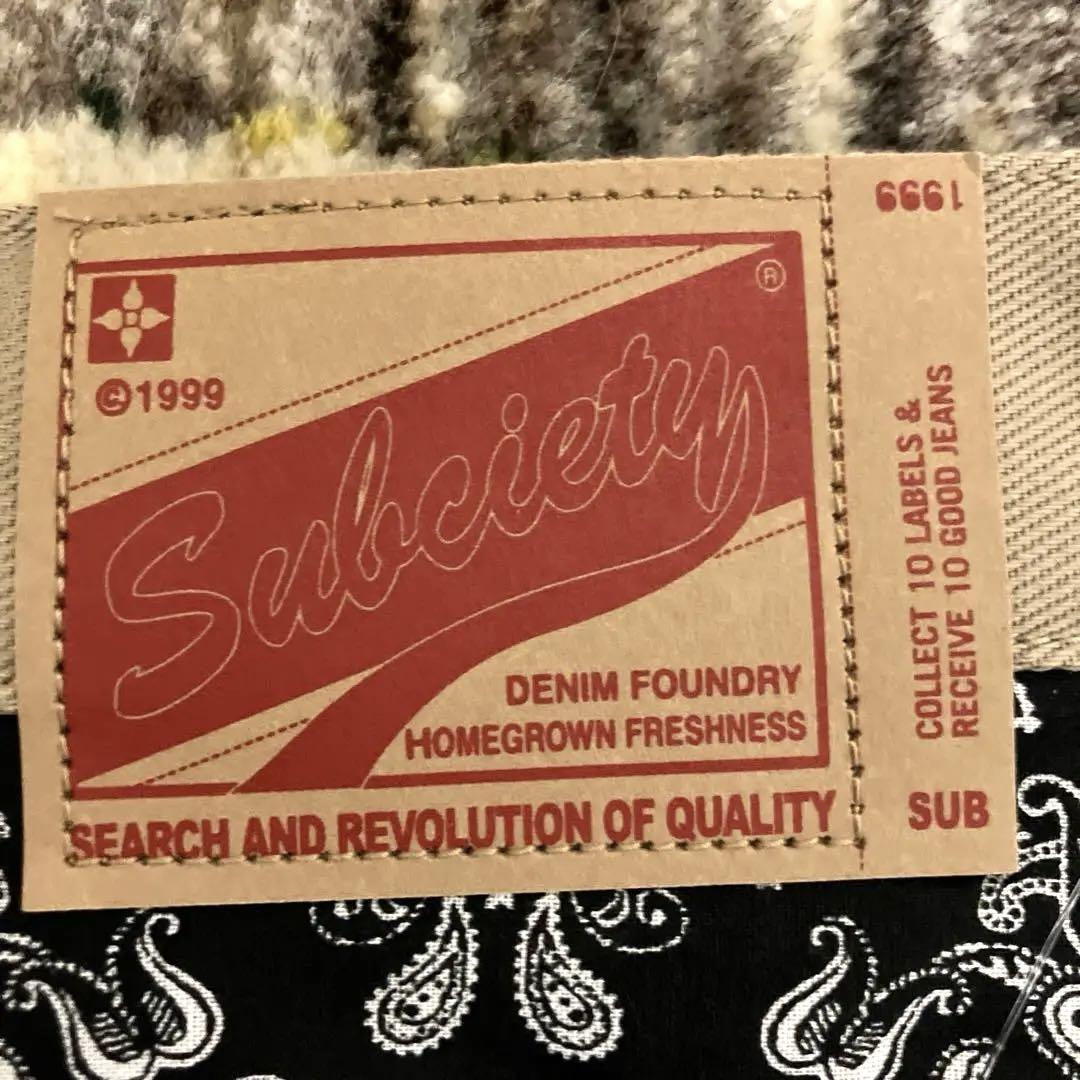 ©1999
Subciety
®
DENIM FOUNDRY
HOMEGROWN FRESHNESS
SEARCH AND REVOLUTION OF QUALITY
1999
COLLECT 10 LABELS &
RECEIVE 10 GOOD JEANS
SUB